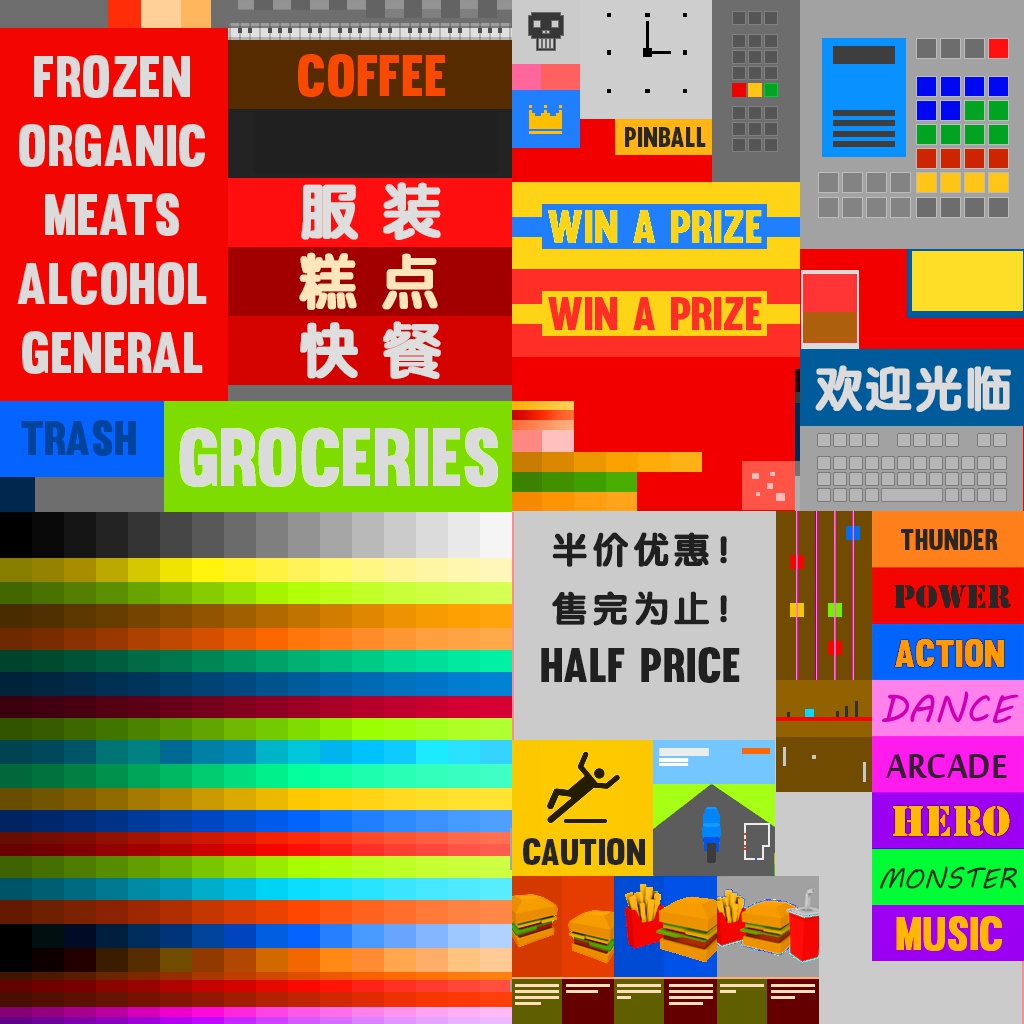 FROZEN
ORGANIC
MEATS
ALCOHOL
GENERAL
COFFEE
服 装
糕 点
快 餐
TRASH
GROCERIES
PINBALL
WIN A PRIZE
WIN A PRIZE
欢迎光临
半价优惠!
售完为止!
HALF PRICE
CAUTION
THUNDER
POWER
ACTION
DANCE
ARCADE
HERO
MONSTER
MUSIC